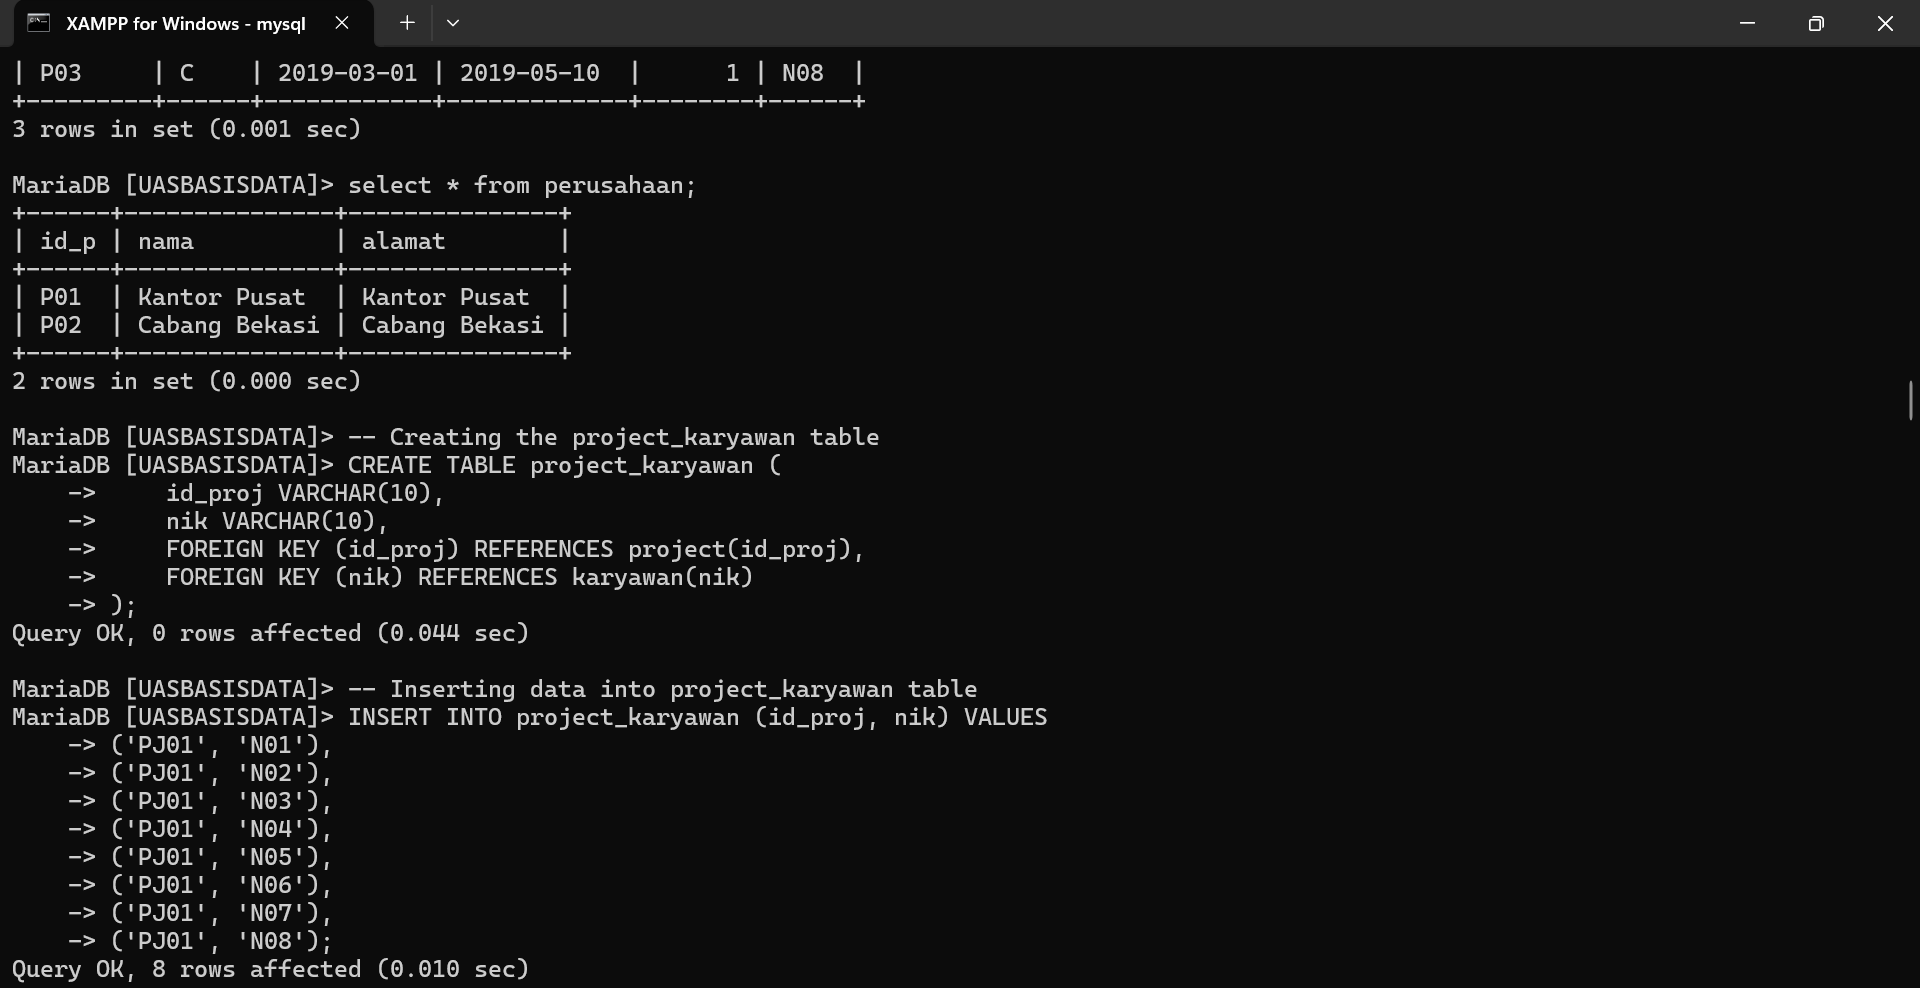 XAMPP for Windows - mysql
| P03     | C    | 2019-03-01 | 2019-05-10  |      1 | N08  |
+---------+------+------------+-------------+--------+------+
3 rows in set (0.001 sec)
MariaDB [UASBASISDATA]> select * from perusahaan;
+------+---------------+---------------+
| id_p | nama          | alamat        |
+------+---------------+---------------+
| P01  | Kantor Pusat  | Kantor Pusat  |
| P02  | Cabang Bekasi | Cabang Bekasi |
+------+---------------+---------------+
2 rows in set (0.000 sec)
MariaDB [UASBASISDATA]> -- Creating the project_karyawan table
MariaDB [UASBASISDATA]> CREATE TABLE project_karyawan (
    ->     id_proj VARCHAR(10),
    ->     nik VARCHAR(10),
    ->     FOREIGN KEY (id_proj) REFERENCES project(id_proj),
    ->     FOREIGN KEY (nik) REFERENCES karyawan(nik)
    -> );
Query OK, 0 rows affected (0.044 sec)
MariaDB [UASBASISDATA]> -- Inserting data into project_karyawan table
MariaDB [UASBASISDATA]> INSERT INTO project_karyawan (id_proj, nik) VALUES
    -> ('PJ01', 'N01'),
    -> ('PJ01', 'N02'),
    -> ('PJ01', 'N03'),
    -> ('PJ01', 'N04'),
    -> ('PJ01', 'N05'),
    -> ('PJ01', 'N06'),
    -> ('PJ01', 'N07'),
    -> ('PJ01', 'N08');
Query OK, 8 rows affected (0.010 sec)